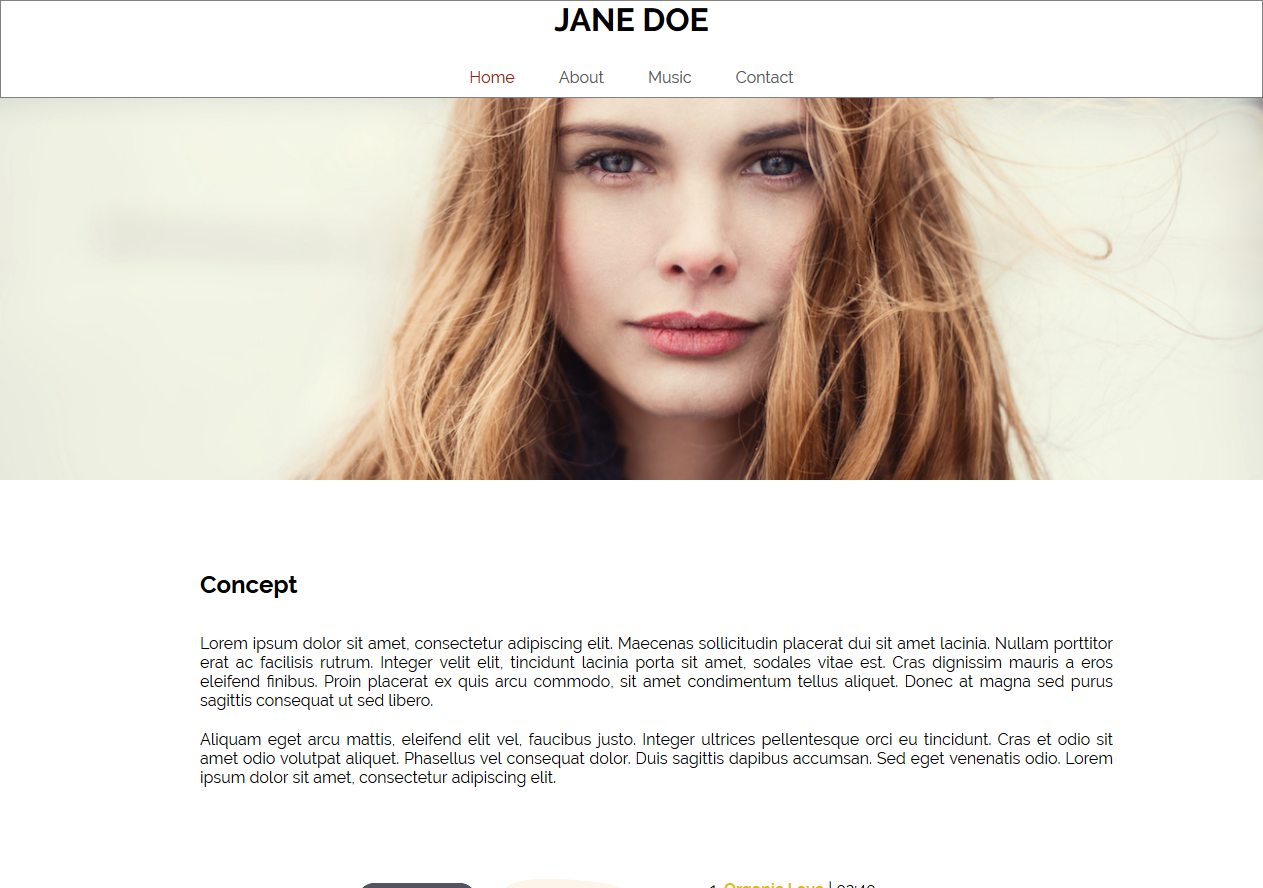 JANE DOE
Home About Music Contact
Concept
Lorem ipsum dolor sit amet, consectetur adipiscing elit. Maecenas sollicitudin placerat dui sit amet lacinia. Nullam porttitor
erat ac facilisis rutrum. Integer velit elit, tincidunt lacinia porta sit amet, sodales vitae est. Cras dignissim mauris a eros
eleifend finibus. Proin placerat ex quis arcu commodo, sit amet condimentum tellus aliquet. Donec at magna sed purus
sagittis consequat ut sed libero.
Aliquam eget arcu mattis, eleifend elit vel, faucibus justo. Integer ultrices pellentesque orci eu tincidunt. Cras et odio sit
amet odio volutpat aliquet. Phasellus vel consequat dolor. Duis sagittis dapibus accumsan. Sed eget venenatis odio. Lorem
ipsum dolor sit amet, consectetur adipiscing elit.
1. Organic Love |